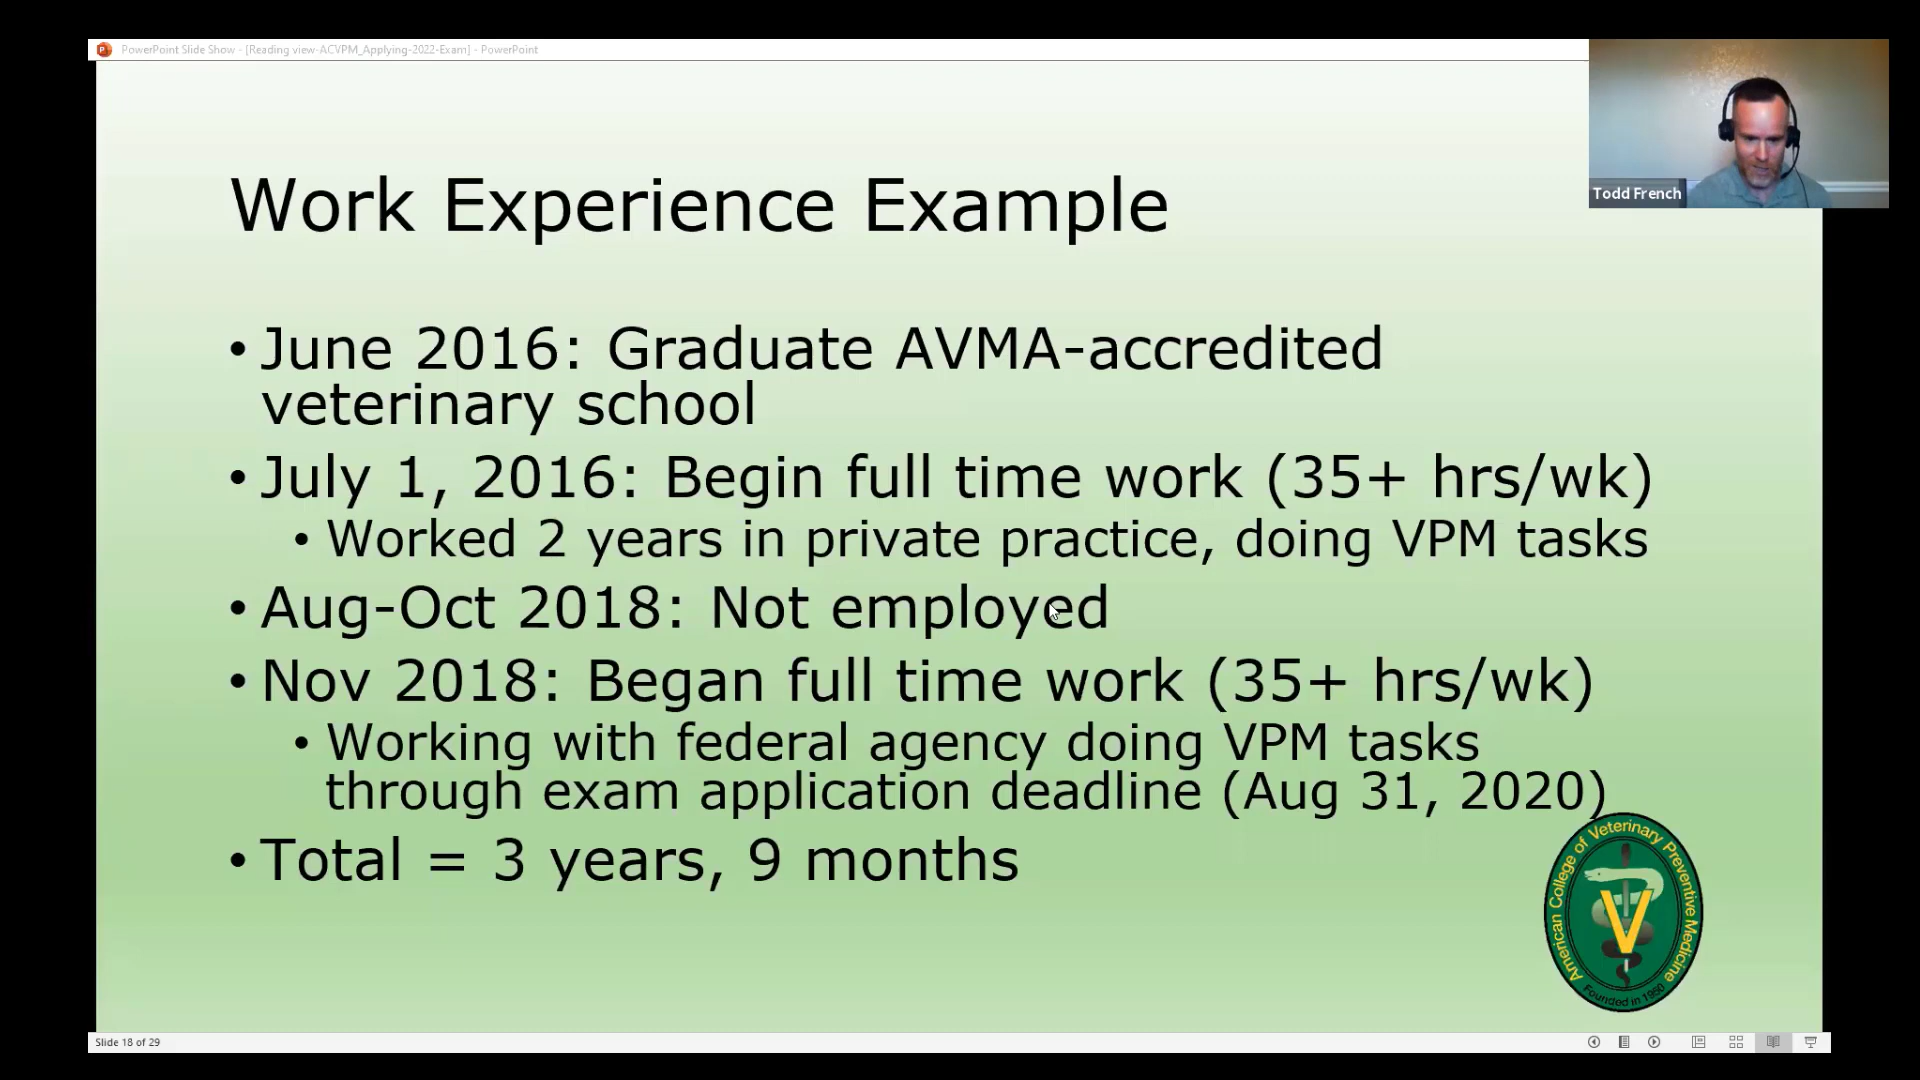 PowerPoint Slide Show - [Reading view-ACVPM_Applying-2022-Exam] - PowerPoint
Todd French
Work Experience Example
• June 2016: Graduate AVMA-accredited
veterinary school
• July 1, 2016: Begin full time work (35+ hrs/wk)
• Worked 2 years in private practice, doing VPM tasks
• Aug-Oct 2018: Not employed
• Nov 2018: Began full time work (35+ hrs/wk)
• Working with federal agency doing VPM tasks
through exam application deadline (Aug 31, 2020)
• Total = 3 years, 9 months
American College of Veterinary Preventive Medicine
V
Founded in 1950
Slide 18 of 29